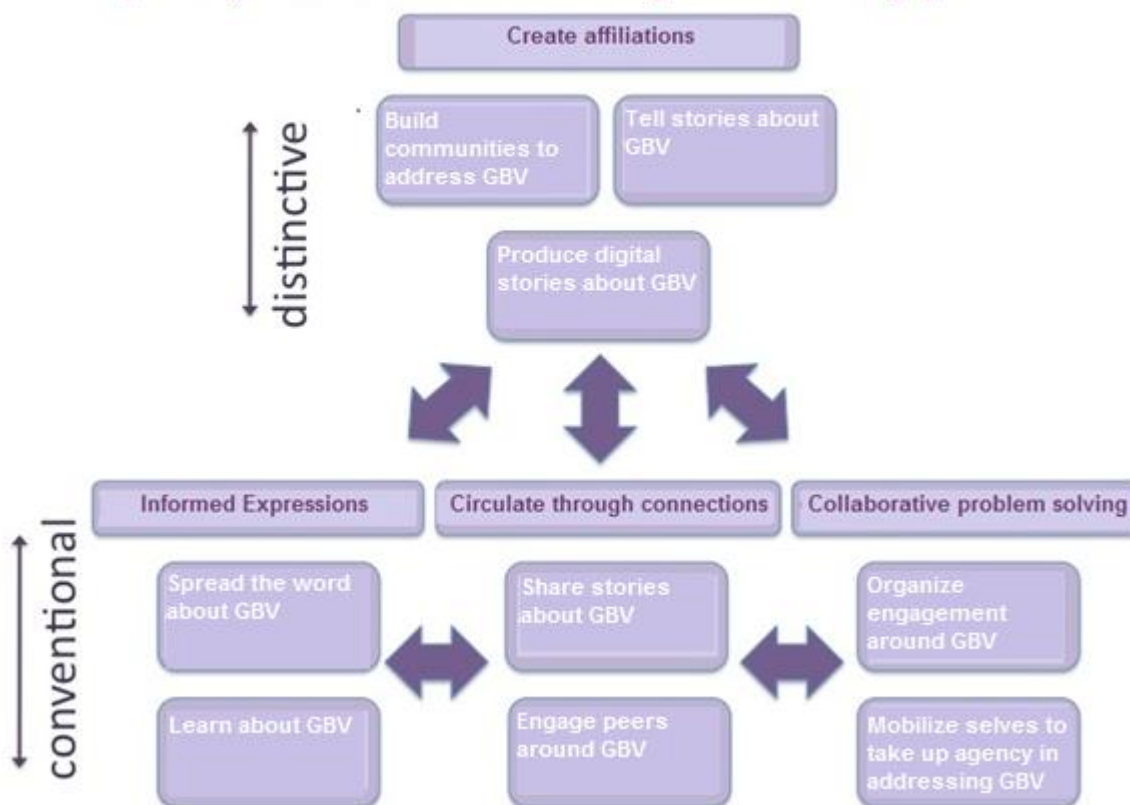 Create affiliations
distinctive
Build
communities to
address GBV
Tell stories about
GBV
Produce digital
stories about GBV
Informed Expressions
Circulate through connections
Collaborative problem solving
conventional
Spread the word
about GBV
Share stories
about GBV
Organize
engagement
around GBV
Learn about GBV
Engage peers
around GBV
Mobilize selves to
take up agency in
addressing GBV